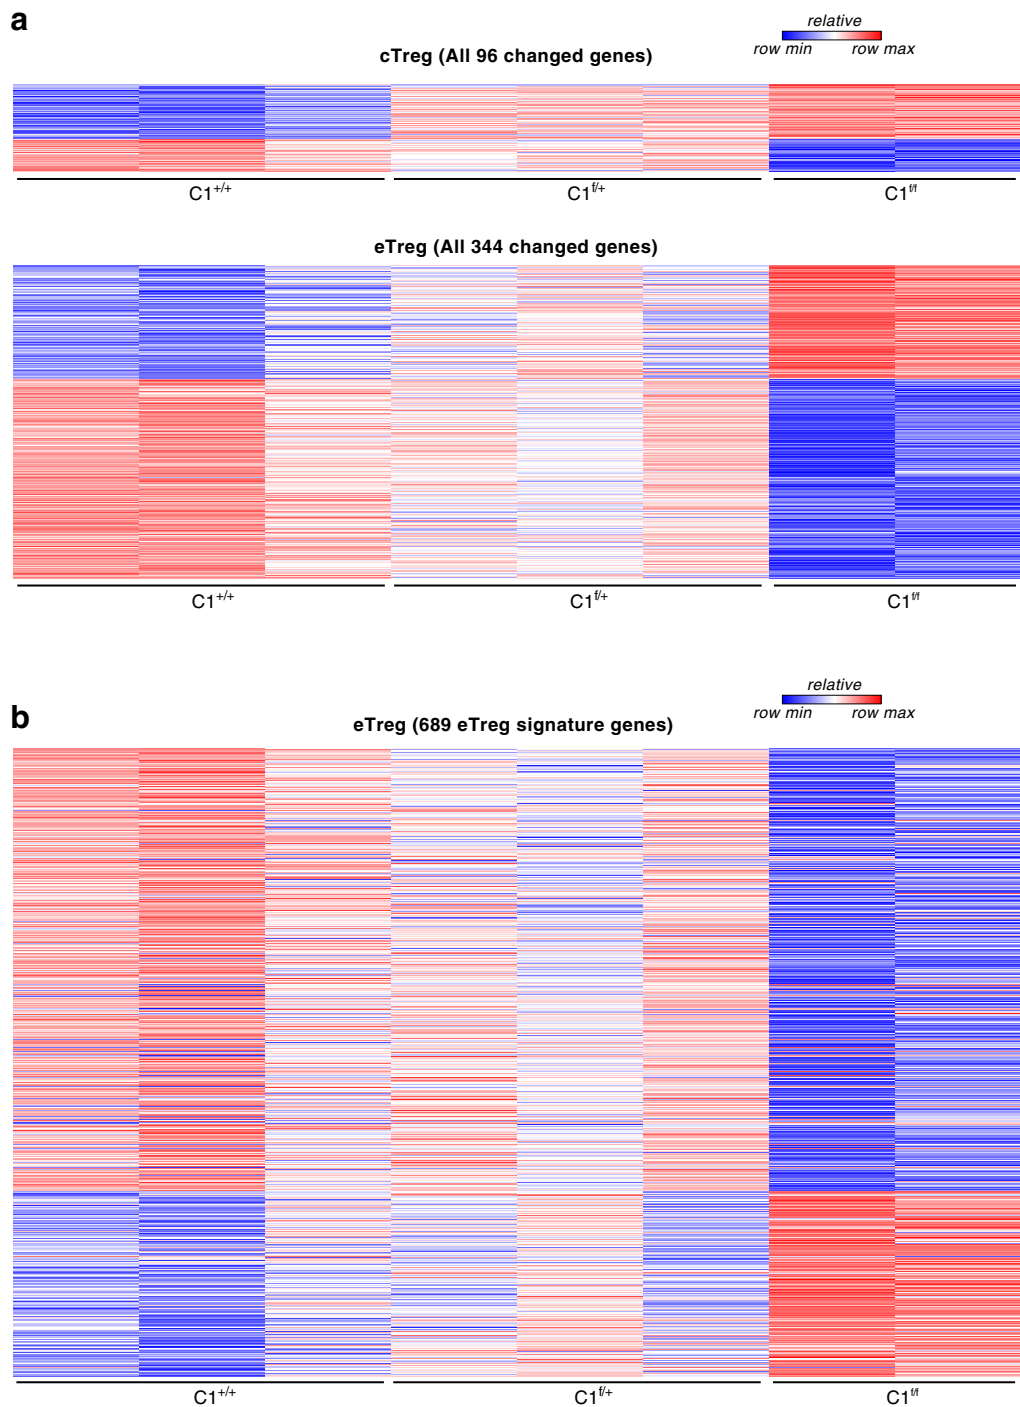 a
relative
row min row max
cTreg (All 96 changed genes)
C1+/+ C1f/+ C1f/f
eTreg (All 344 changed genes)
C1+/+ C1f/+ C1f/f
b
relative
row min row max
eTreg (689 eTreg signature genes)
C1+/+ C1f/+ C1f/f